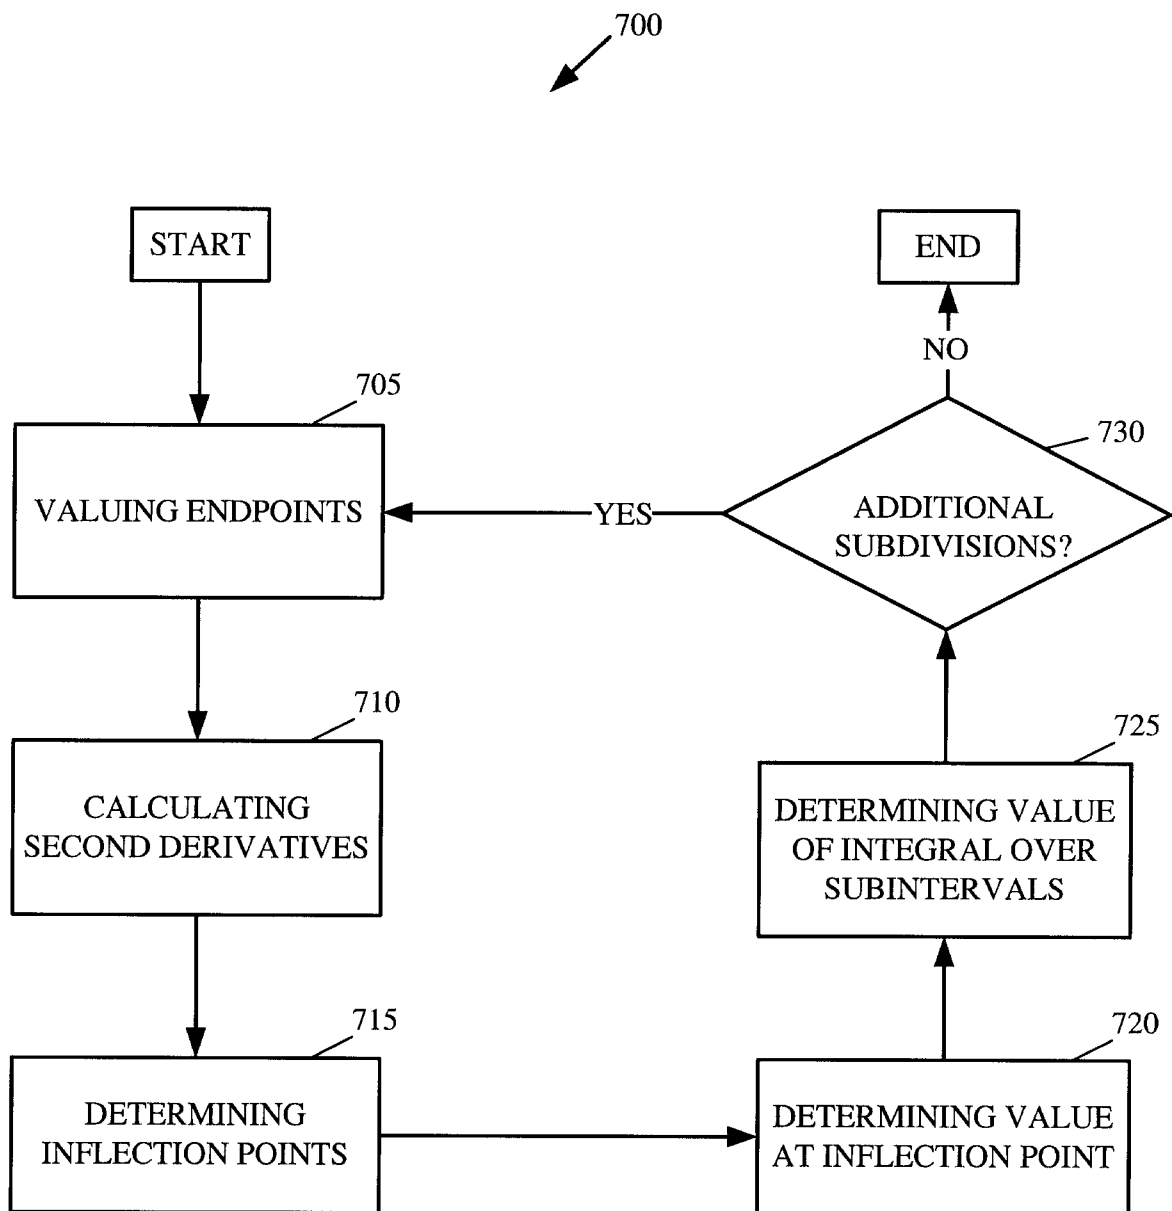 700
START
705
VALUING ENDPOINTS
710
CALCULATING
SECOND DERIVATIVES
715
DETERMINING
INFLECTION POINTS
720
DETERMINING VALUE
AT INFLECTION POINT
725
DETERMINING VALUE
OF INTEGRAL OVER
SUBINTERVALS
730
ADDITIONAL
SUBDIVISIONS?
YES
NO
END